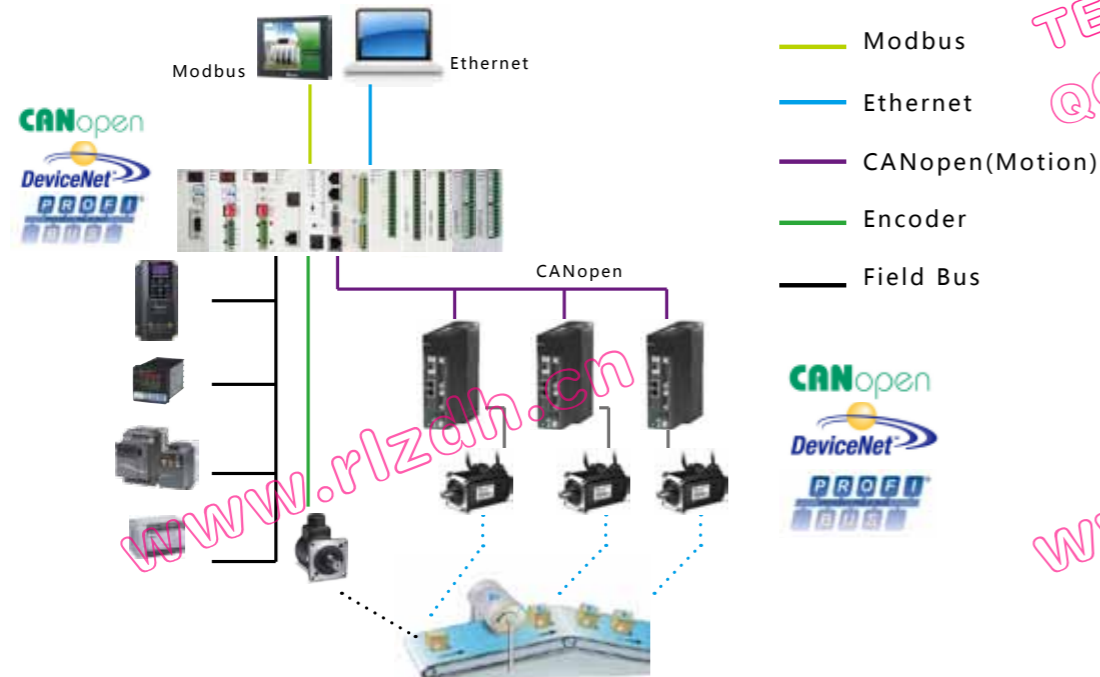 Modbus
Ethernet
CANopen
DeviceNet
PROFI
BUS
CANopen
www.rlzdh.cn
Modbus
Ethernet
CANopen(Motion)
Encoder
Field Bus
CANopen
DeviceNet
PROFI
BUS